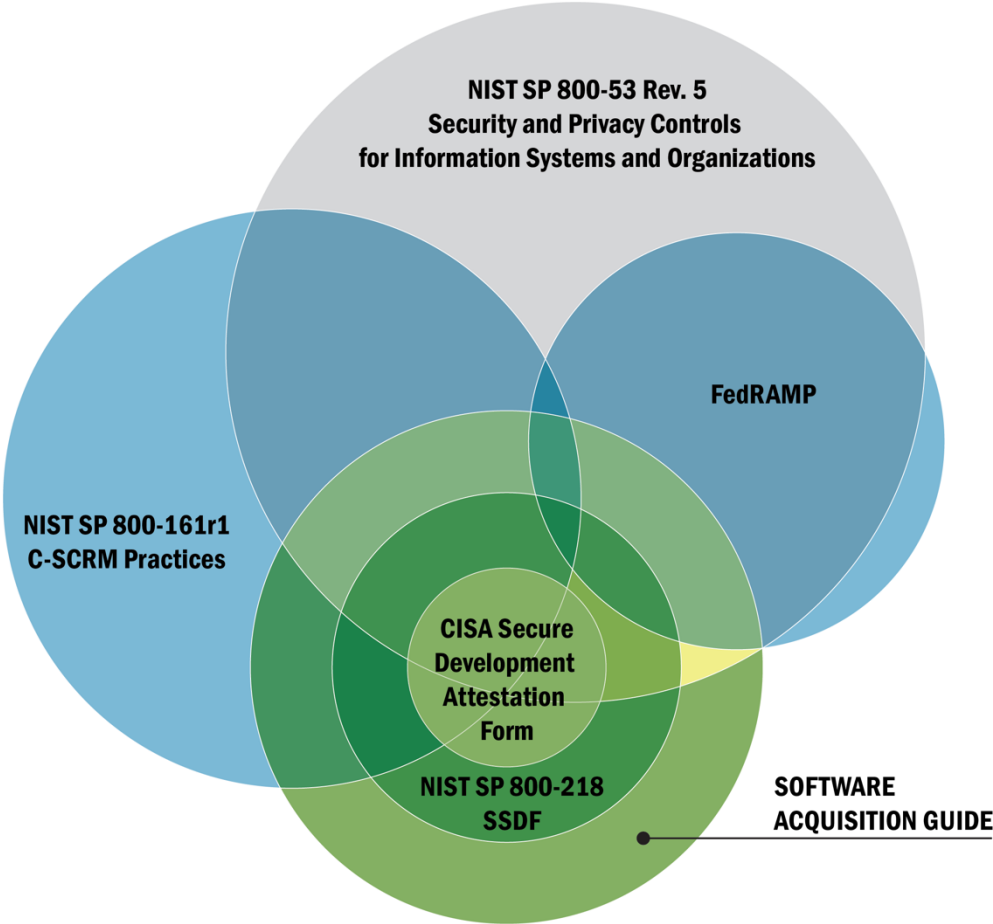 NIST SP 800-53 Rev. 5
Security and Privacy Controls
for Information Systems and Organizations
FedRAMP
NIST SP 800-161r1
C-SCRM Practices
CISA Secure
Development
Attestation
Form
NIST SP 800-218
SSDF
SOFTWARE
ACQUISITION GUIDE